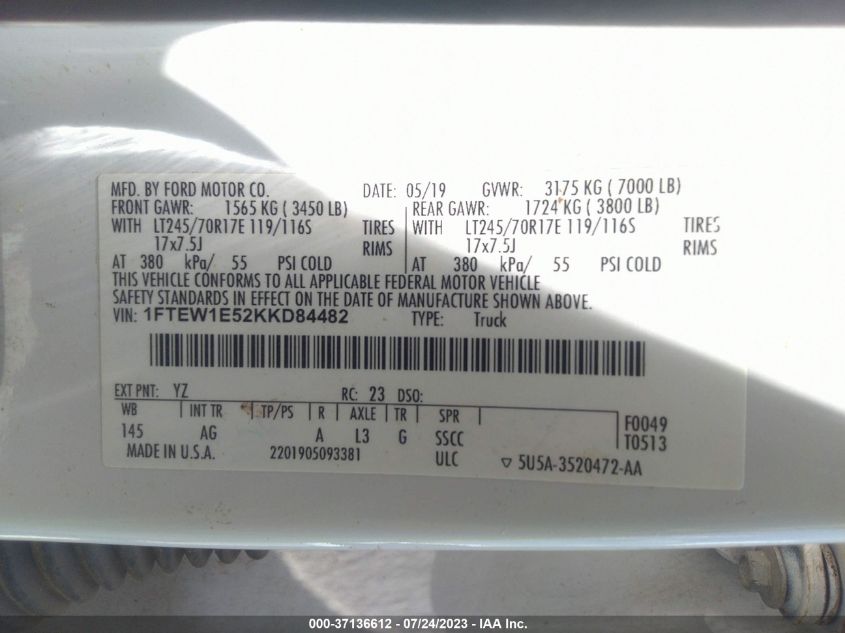 MFD. BY FORD MOTOR CO. DATE: 05/19 GVWR: 3175 KG ( 7000 LB)
FRONT GAWR: 1565 KG ( 3450 LB) REAR GAWR: 1724 KG ( 3800 LB)
WITH LT245/70R17E 119/116S TIRES WITH LT245/70R17E 119/116S TIRES
17x7.5J RIMS 17x7.5J RIMS
AT 380 kPa/ 55 PSI COLD AT 380 kPa/ 55 PSI COLD
THIS VEHICLE CONFORMS TO ALL APPLICABLE FEDERAL MOTOR VEHICLE
SAFETY STANDARDS IN EFFECT ON THE DATE OF MANUFACTURE SHOWN ABOVE.
VIN: 1FTEW1E52KKD84482 TYPE: Truck
EXT PNT: YZ RC: 23 DSO:
WB INT TR TP/PS R AXLE TR SPR F0049
145 AG A L3 G SSCC T0513
MADE IN U.S.A. 2201905093381 ULC ▽ 5U5A-3520472-AA
000-37136612 - 07/24/2023 - IAA Inc.